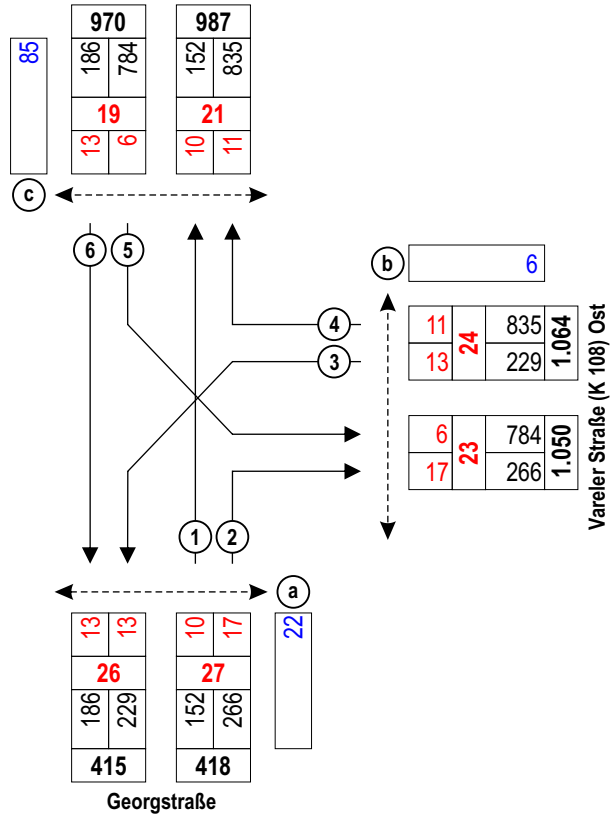 970 987
85 186 784 152 835
19 21
13 6 10 11
c
6 5
b 6
4 11 24 835 1.064
3 13 229
6 23 784 1.050
17 266
Vareler Straße (K 108) Ost
1 2
a
13 13 10 17 22
26 27
186 229 152 266
415 418
Georgstraße